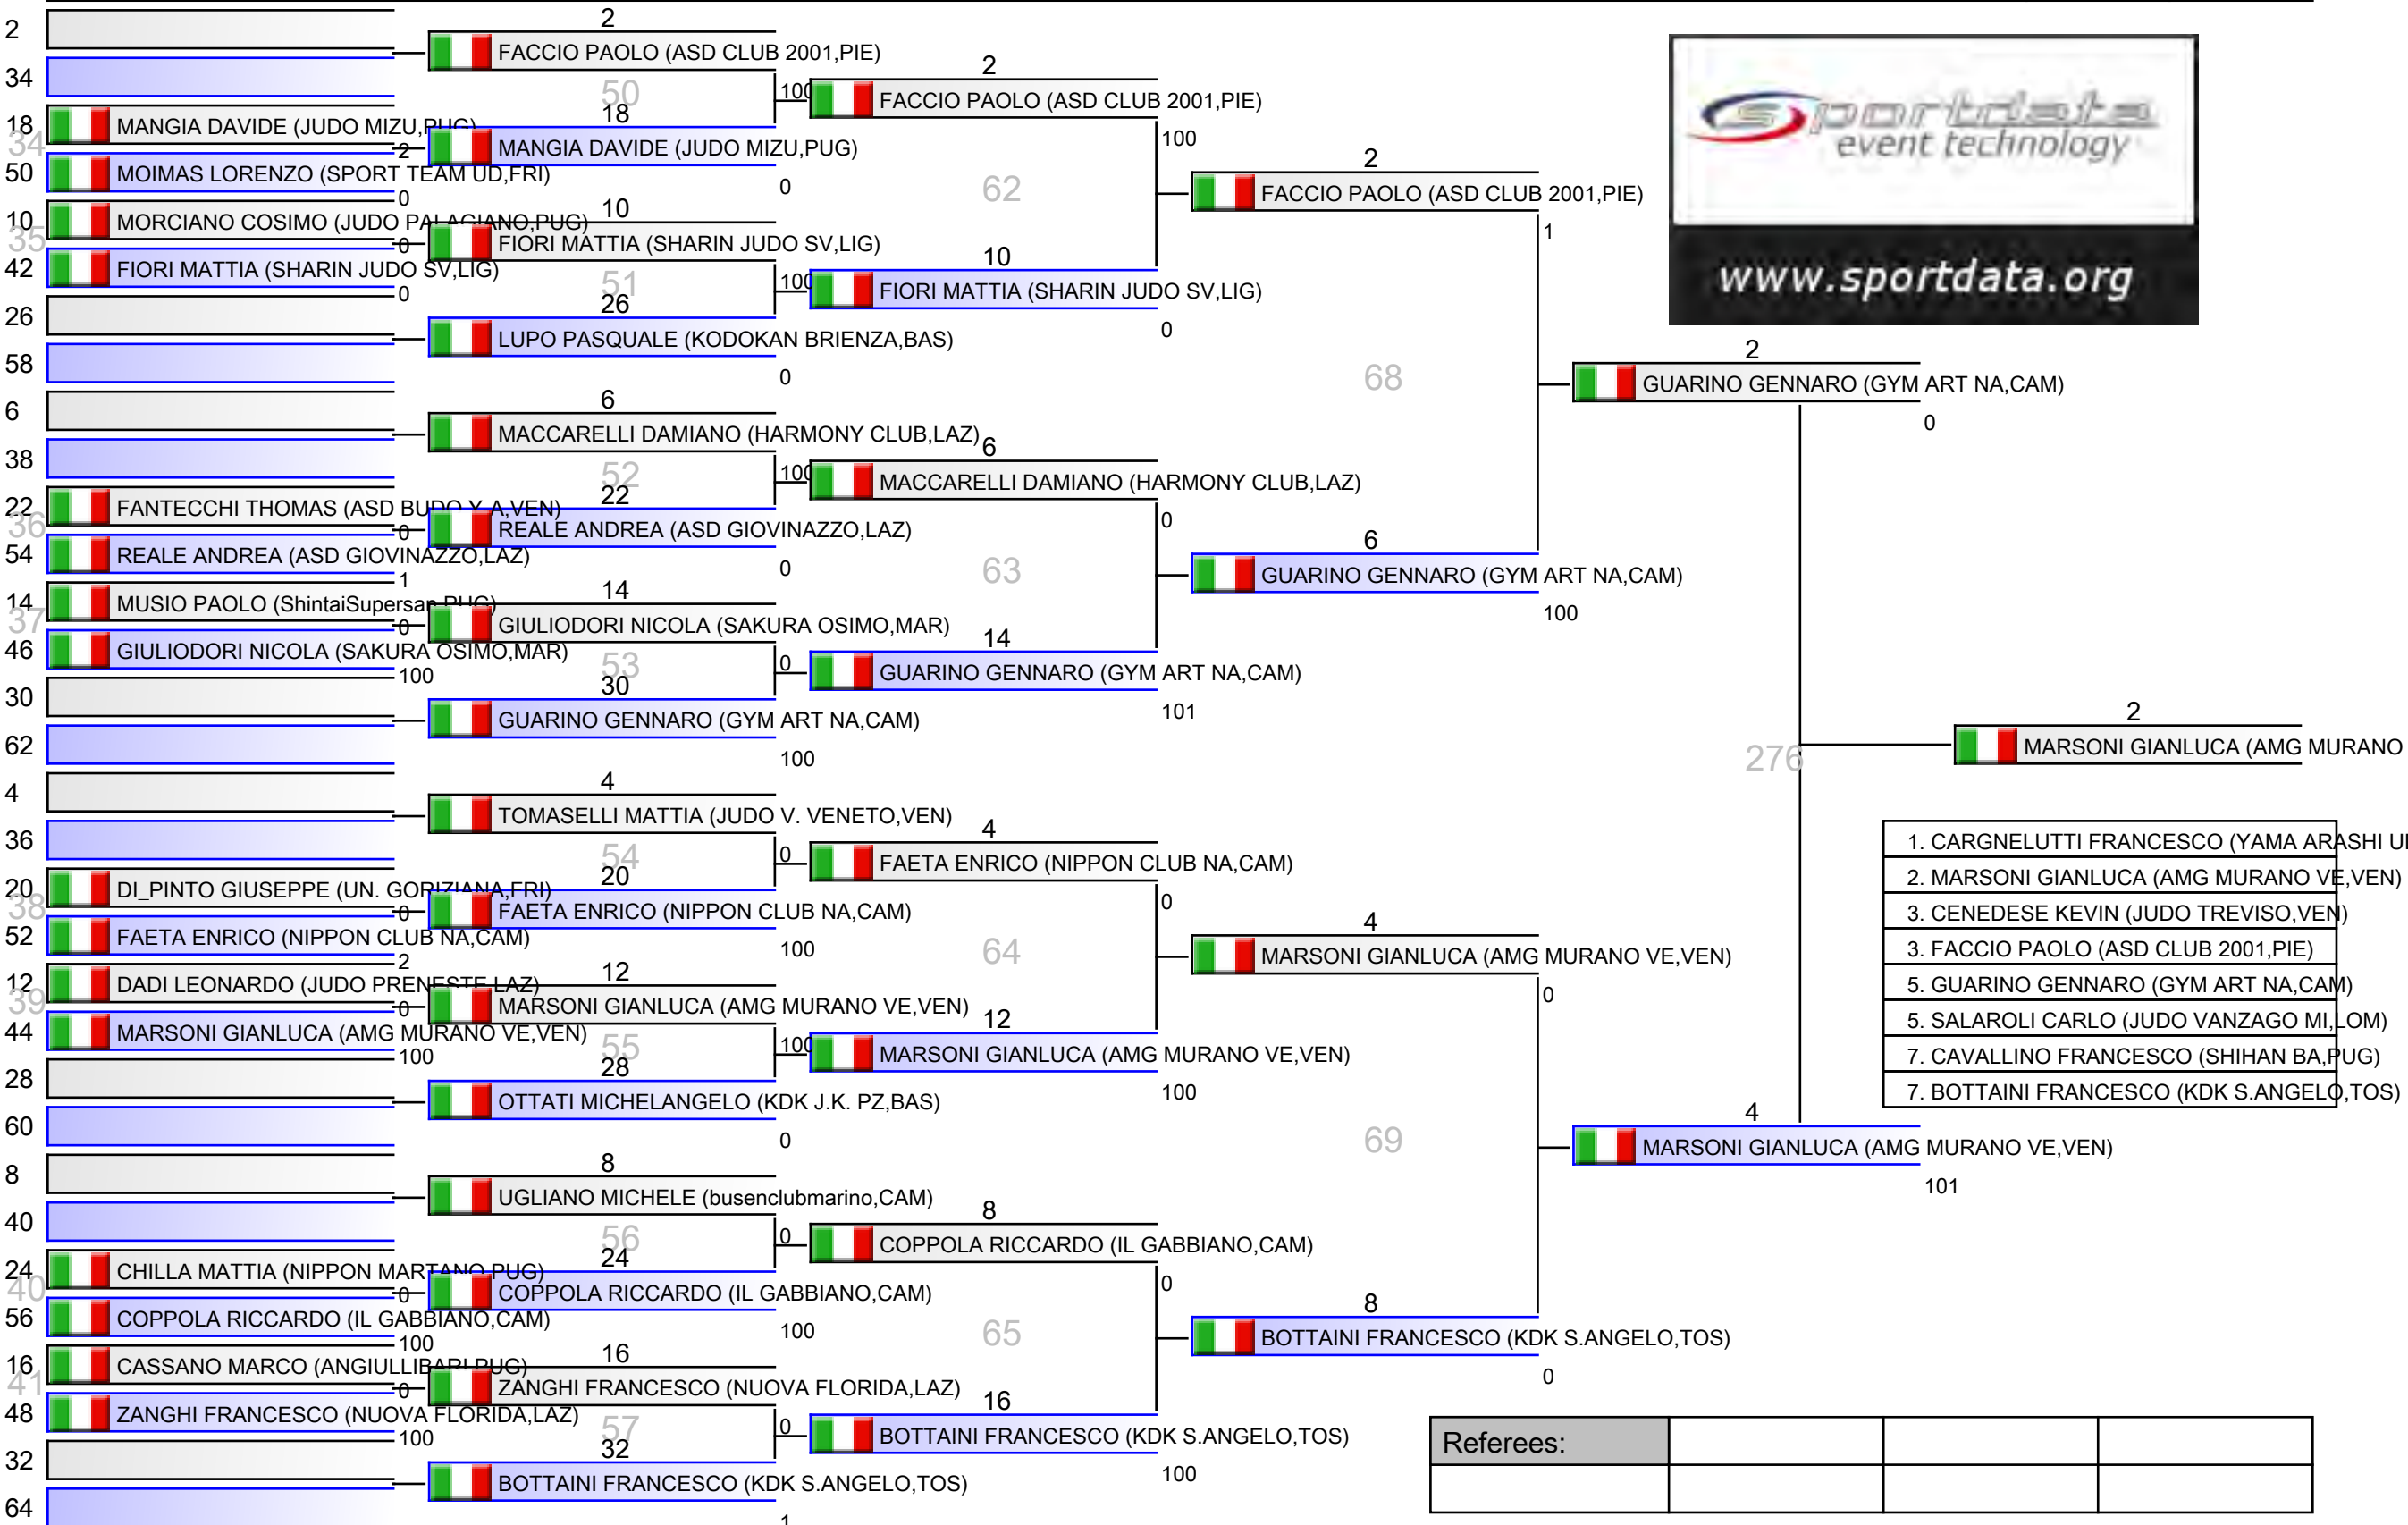 2
34
18
34
50
10
35
42
26
58
6
38
22
36
54
14
37
46
30
62
4
36
20
38
52
12
39
44
28
60
8
40
24
40
56
16
41
48
32
64
MANGIA DAVIDE (JUDO MIZU,PUG)
2
MOIMAS LORENZO (SPORT TEAM UD,FRI)
0
MORCIANO COSIMO (JUDO PALAGIANO,PUG)
0
FIORI MATTIA (SHARIN JUDO SV,LIG)
0
FANTECCHI THOMAS (ASD BUDO Y-A,VEN)
0
REALE ANDREA (ASD GIOVINAZZO,LAZ)
1
MUSIO PAOLO (ShintaiSupersan,PUG)
0
GIULIODORI NICOLA (SAKURA OSIMO,MAR)
100
DI_PINTO GIUSEPPE (UN. GORIZIANA,FRI)
0
FAETA ENRICO (NIPPON CLUB NA,CAM)
2
DADI LEONARDO (JUDO PRENESTE,LAZ)
0
MARSONI GIANLUCA (AMG MURANO VE,VEN)
100
CHILLA MATTIA (NIPPON MARTANO,PUG)
0
COPPOLA RICCARDO (IL GABBIANO,CAM)
100
CASSANO MARCO (ANGIULLIBARI,PUG)
0
ZANGHI FRANCESCO (NUOVA FLORIDA,LAZ)
100
2
FACCIO PAOLO (ASD CLUB 2001,PIE)
50
100
18
MANGIA DAVIDE (JUDO MIZU,PUG)
0
10
FIORI MATTIA (SHARIN JUDO SV,LIG)
51
100
26
LUPO PASQUALE (KODOKAN BRIENZA,BAS)
0
6
MACCARELLI DAMIANO (HARMONY CLUB,LAZ)
52
100
22
REALE ANDREA (ASD GIOVINAZZO,LAZ)
0
14
GIULIODORI NICOLA (SAKURA OSIMO,MAR)
53
0
30
GUARINO GENNARO (GYM ART NA,CAM)
100
4
TOMASELLI MATTIA (JUDO V. VENETO,VEN)
54
0
20
FAETA ENRICO (NIPPON CLUB NA,CAM)
100
12
MARSONI GIANLUCA (AMG MURANO VE,VEN)
55
100
28
OTTATI MICHELANGELO (KDK J.K. PZ,BAS)
0
8
UGLIANO MICHELE (busenclubmarino,CAM)
56
0
24
COPPOLA RICCARDO (IL GABBIANO,CAM)
100
16
ZANGHI FRANCESCO (NUOVA FLORIDA,LAZ)
57
0
32
BOTTAINI FRANCESCO (KDK S.ANGELO,TOS)
1
2
FACCIO PAOLO (ASD CLUB 2001,PIE)
100
62
10
FIORI MATTIA (SHARIN JUDO SV,LIG)
0
6
MACCARELLI DAMIANO (HARMONY CLUB,LAZ)
0
63
14
GUARINO GENNARO (GYM ART NA,CAM)
101
4
FAETA ENRICO (NIPPON CLUB NA,CAM)
0
64
12
MARSONI GIANLUCA (AMG MURANO VE,VEN)
100
8
COPPOLA RICCARDO (IL GABBIANO,CAM)
0
65
16
BOTTAINI FRANCESCO (KDK S.ANGELO,TOS)
100
2
FACCIO PAOLO (ASD CLUB 2001,PIE)
1
68
6
GUARINO GENNARO (GYM ART NA,CAM)
100
4
MARSONI GIANLUCA (AMG MURANO VE,VEN)
0
69
8
BOTTAINI FRANCESCO (KDK S.ANGELO,TOS)
0
sportdata
event technology
www.sportdata.org
2
GUARINO GENNARO (GYM ART NA,CAM)
0
276
4
MARSONI GIANLUCA (AMG MURANO VE,VEN)
101
2
MARSONI GIANLUCA (AMG MURANO
1. CARGNELUTTI FRANCESCO (YAMA ARASHI
2. MARSONI GIANLUCA (AMG MURANO VE,VEN)
3. CENEDESE KEVIN (JUDO TREVISO,VEN)
3. FACCIO PAOLO (ASD CLUB 2001,PIE)
5. GUARINO GENNARO (GYM ART NA,CAM)
5. SALAROLI CARLO (JUDO VANZAGO MI,LOM)
7. CAVALLINO FRANCESCO (SHIHAN BA,PUG)
7. BOTTAINI FRANCESCO (KDK S.ANGELO,TOS)
Referees: